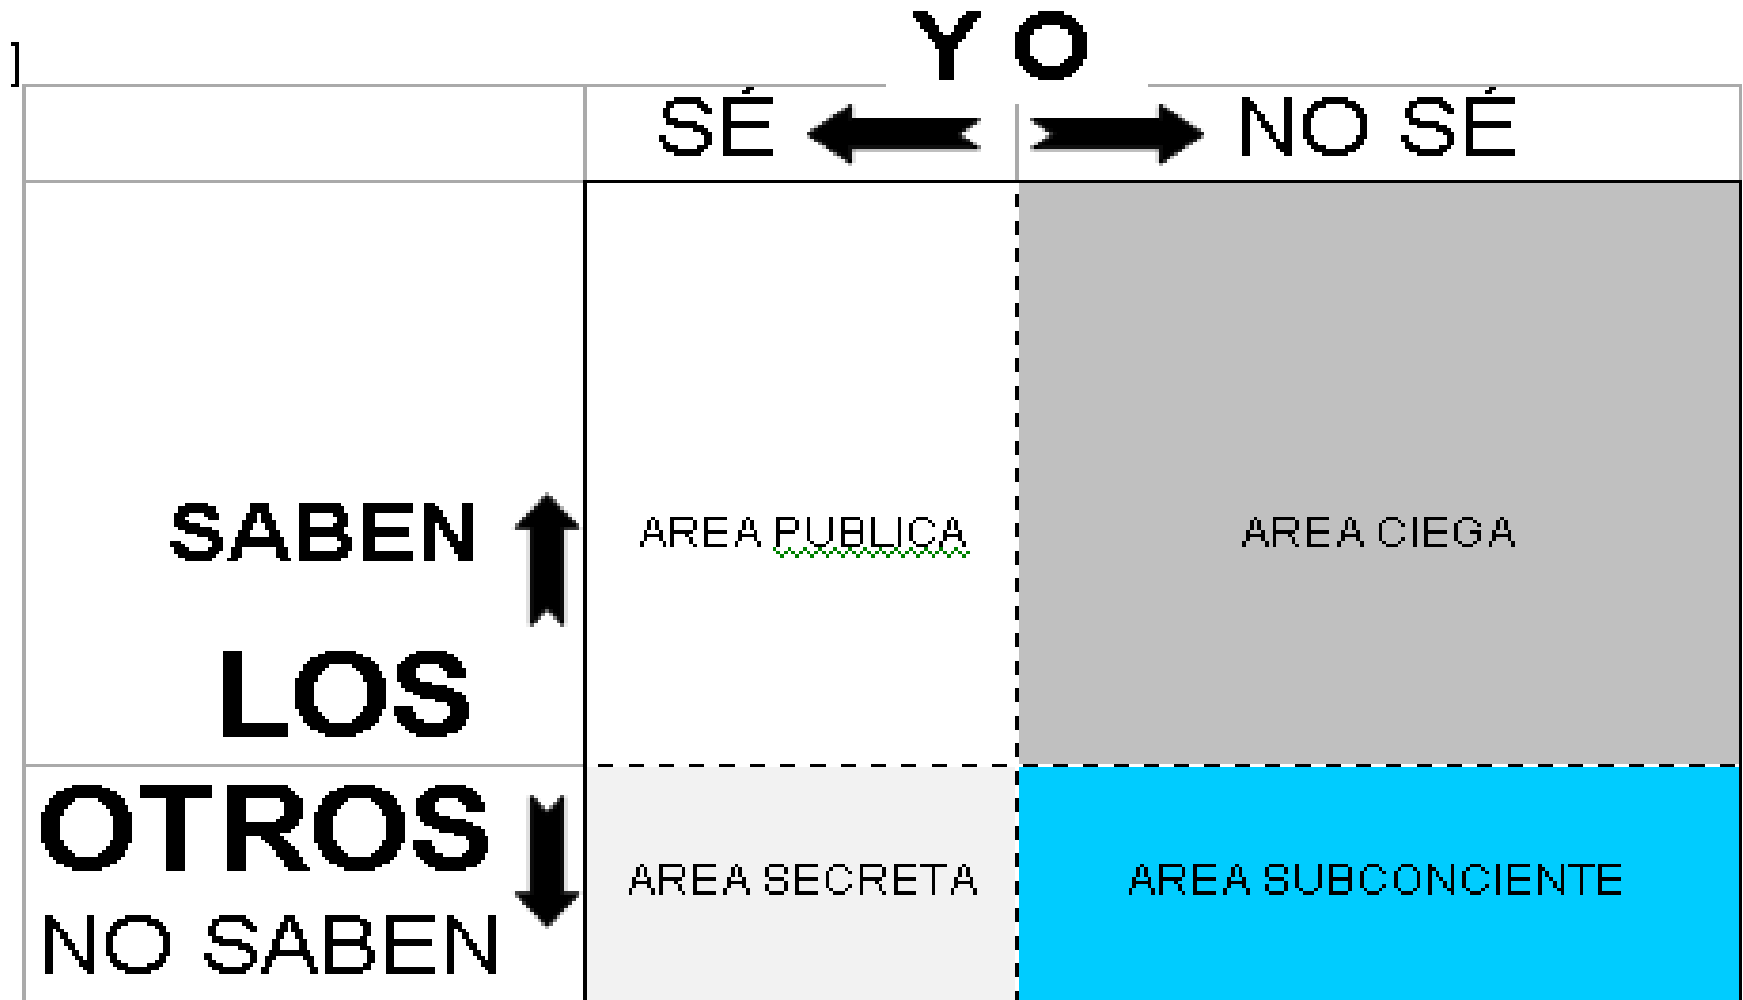 ]
Y O
SÉ NO SÉ
SABEN AREA PUBLICA AREA CIEGA
LOS
OTROS
AREA SECRETA AREA SUBCONCIENTE
NO SABEN